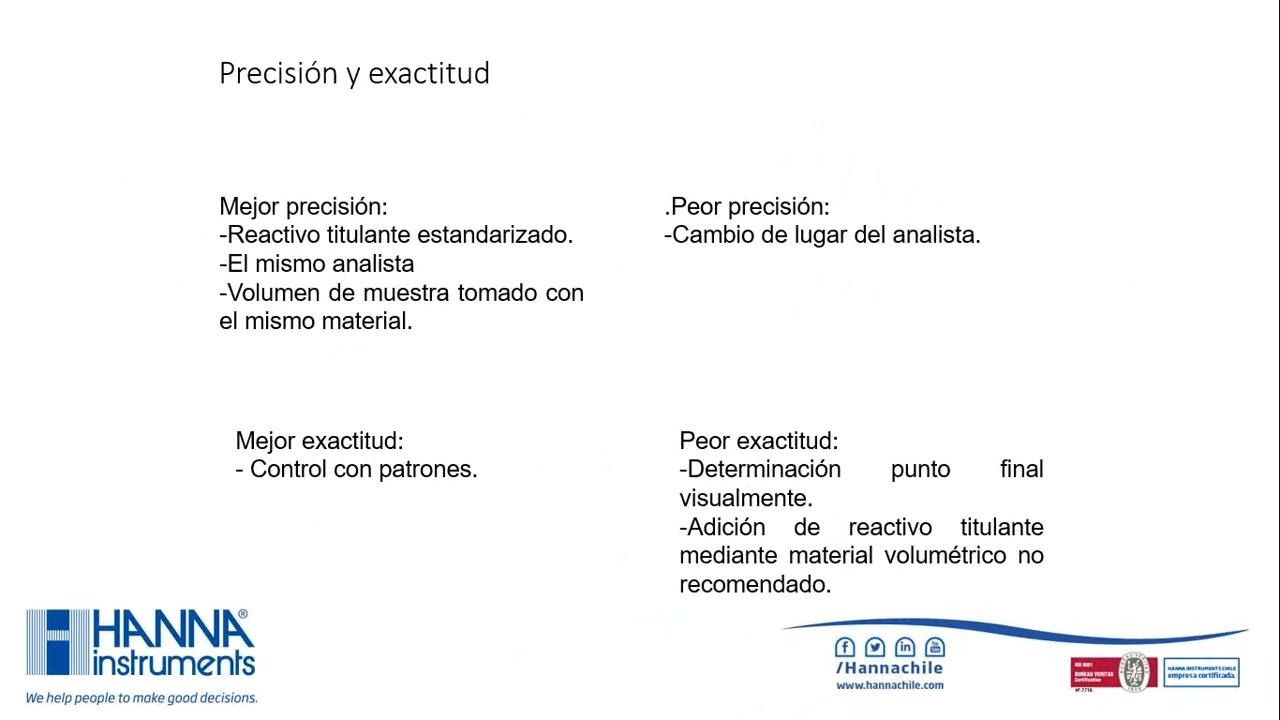 Precisión y exactitud
Mejor precisión:
-Reactivo titulante estandarizado.
-El mismo analista
-Volumen de muestra tomado con
el mismo material.
.Peor precisión:
-Cambio de lugar del analista.
Mejor exactitud:
- Control con patrones.
Peor exactitud:
-Determinación punto final
visualmente.
-Adición de reactivo titulante
mediante material volumétrico no
recomendado.
HANNA®
instruments
We help people to make good decisions.
/Hannachile
www.hannachile.com
ISO 9001
BUREAU VERITAS
Certification
Nº 7716
HANNA INSTRUMENTS CHILE
empresa certificada.